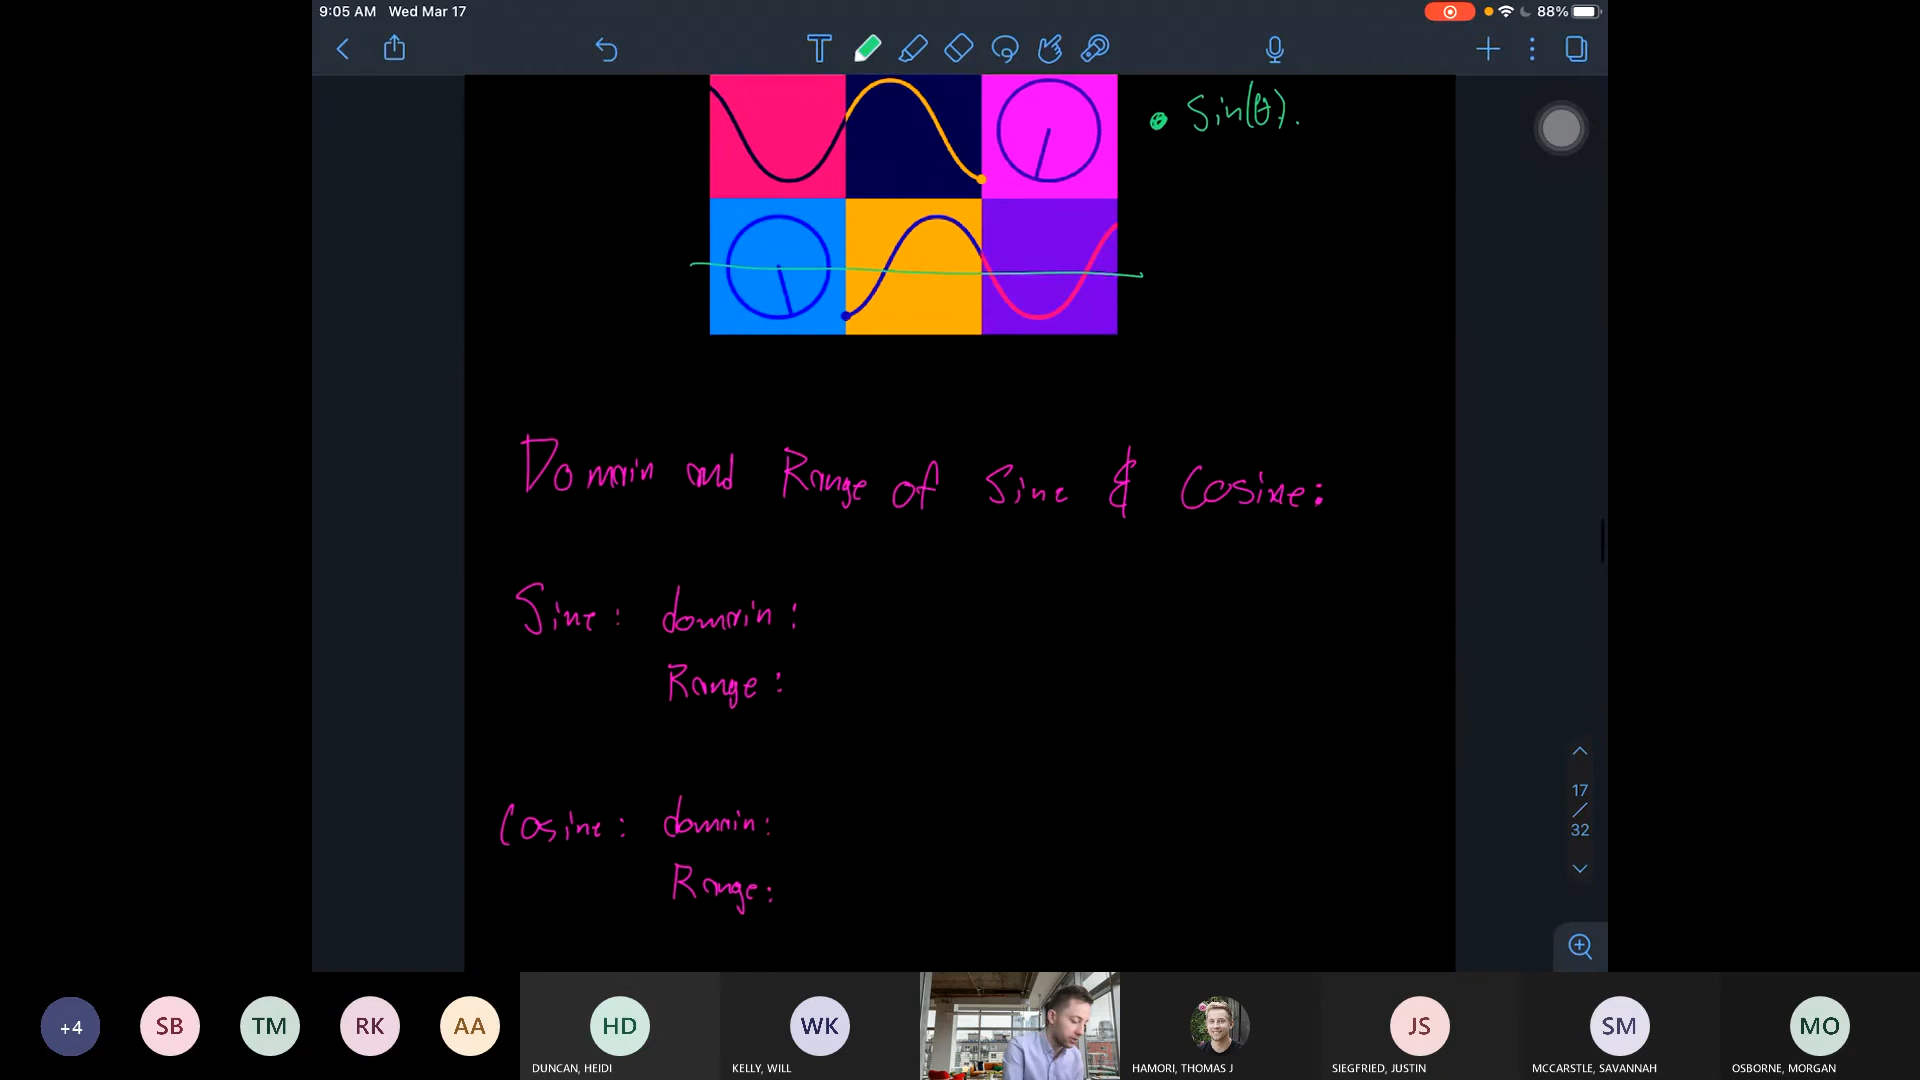 9:05 AM Wed Mar 17
88%
Sin(θ).
Domain and Range of Sine & Cosine:
Sine: domain:
Range:
Cosine: domain:
Range:
17
/
32
+4
SB
TM
RK
AA
HD
WK
JS
SM
MO
DUNCAN, HEIDI
KELLY, WILL
HAMORI, THOMAS J
SIEGFRIED, JUSTIN
MCCARSTLE, SAVANNAH
OSBORNE, MORGAN